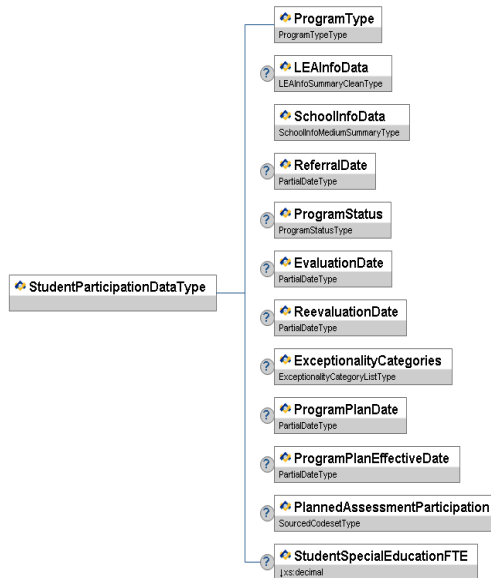 ProgramType
ProgramTypeType
? LEAInfoData
LEAInfoSummaryCleanType
SchoolInfoData
SchoolInfoMediumSummaryType
? ReferralDate
PartialDateType
? ProgramStatus
ProgramStatusType
? EvaluationDate
PartialDateType
StudentParticipationDataType
? ReevaluationDate
PartialDateType
? ExceptionalityCategories
ExceptionalityCategoryListType
? ProgramPlanDate
PartialDateType
? ProgramPlanEffectiveDate
PartialDateType
? PlannedAssessmentParticipation
SourcedCodesetType
? StudentSpecialEducationFTE
j.xs:decimal